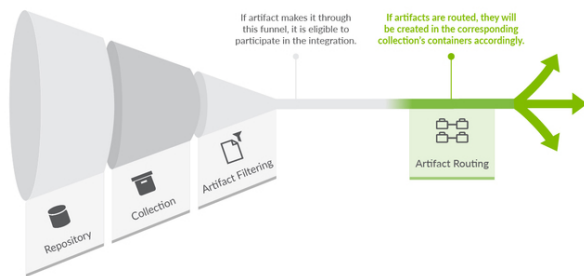 If artifact makes it through
this funnel, it is eligible to
participate in the integration.
If artifacts are routed, they will
be created in the corresponding
collection's containers accordingly.
Repository
Collection
Artifact Filtering
Artifact Routing